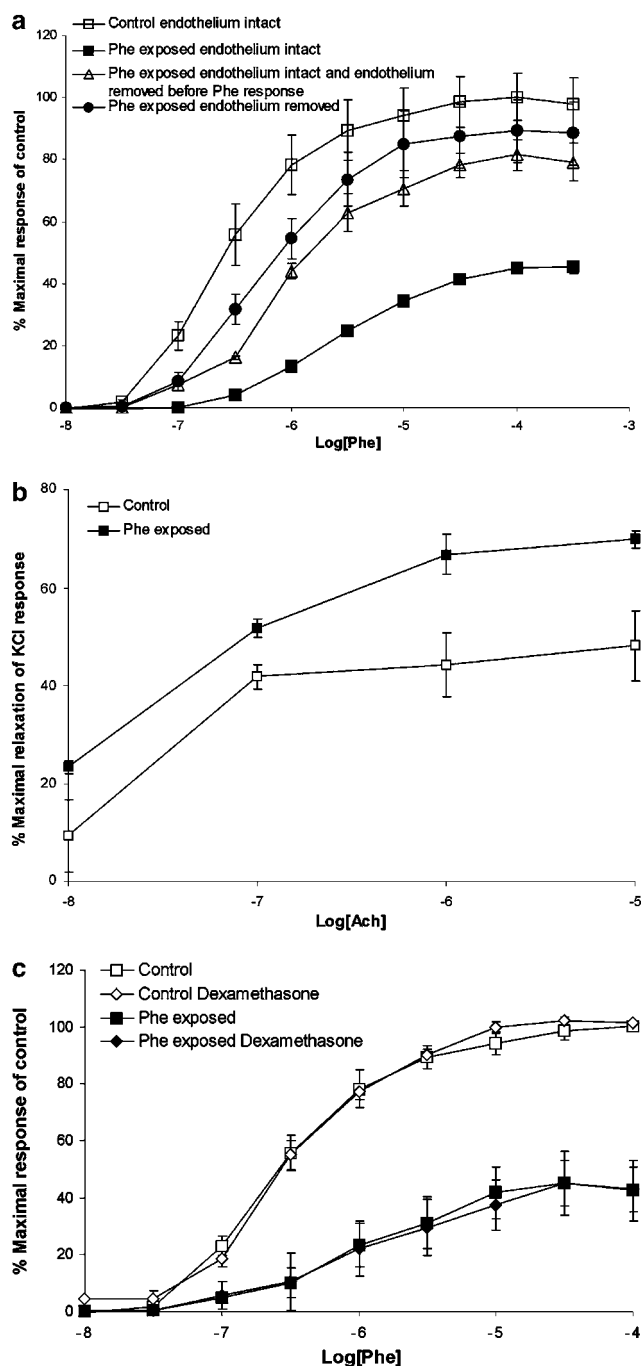 a
Control endothelium intact
Phe exposed endothelium intact
Phe exposed endothelium intact and endothelium
removed before Phe response
Phe exposed endothelium removed
% Maximal response of control
120
100
80
60
40
20
0
-8
-7
-6
-5
-4
-3
Log[Phe]
b
Control
Phe exposed
% Maximal relaxation of KCl response
80
60
40
20
0
-8
-7
-6
-5
Log[Ach]
c
Control
Control Dexamethasone
Phe exposed
Phe exposed Dexamethasone
% Maximal response of control
120
100
80
60
40
20
0
-8
-7
-6
-5
-4
Log[Phe]